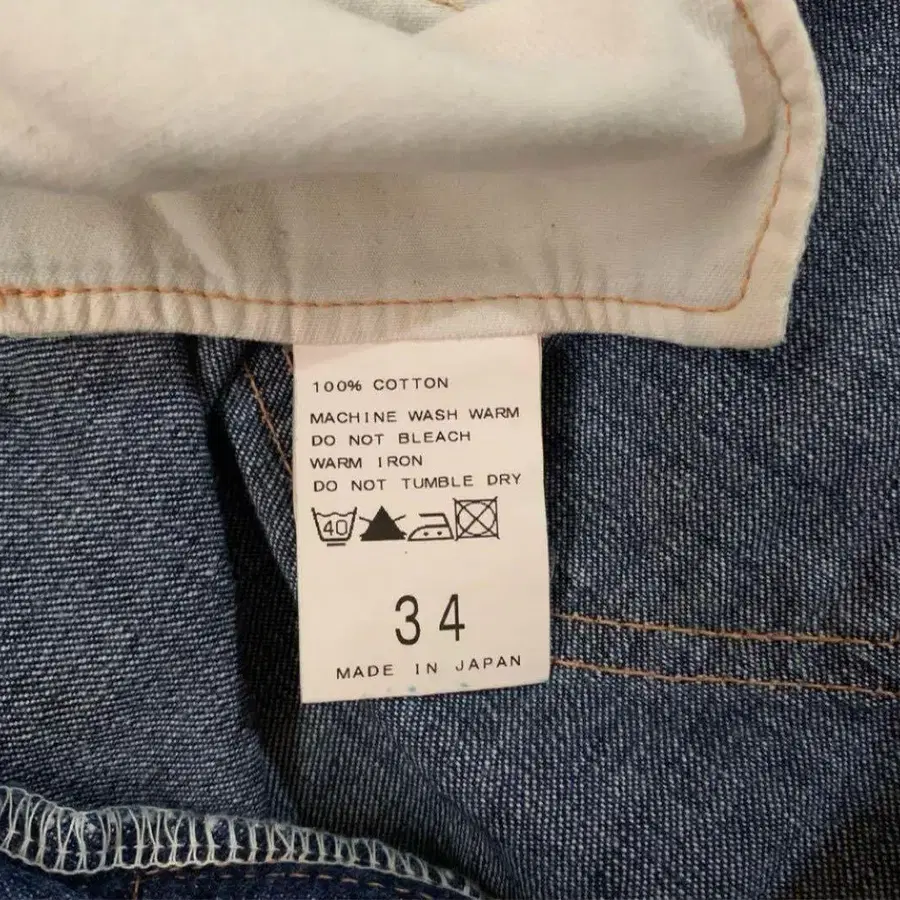 100% COTTON
MACHINE WASH WARM
DO NOT BLEACH
WARM IRON
DO NOT TUMBLE DRY
40
34
MADE IN JAPAN